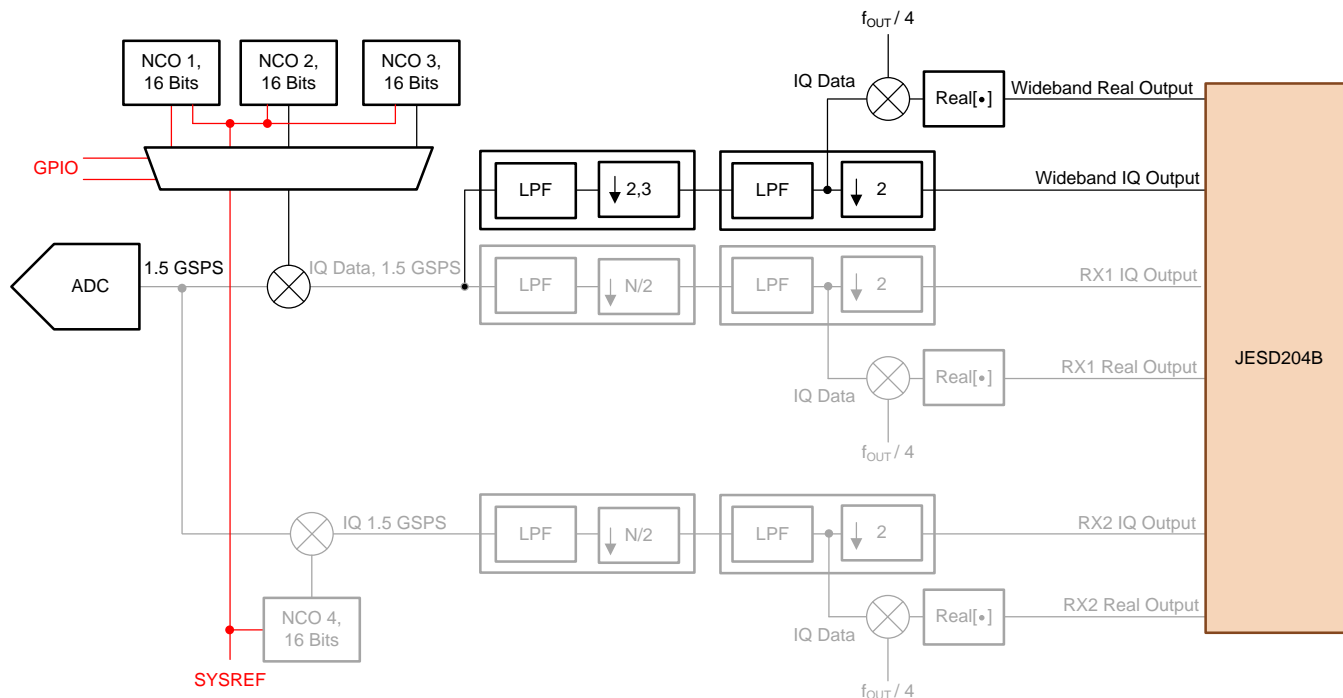 f_OUT / 4
NCO 1,
16 Bits
NCO 2,
16 Bits
NCO 3,
16 Bits
IQ Data
Real[•]
Wideband Real Output
GPIO
LPF
2,3
LPF
2
Wideband IQ Output
ADC
1.5 GSPS
IQ Data, 1.5 GSPS
LPF
N/2
LPF
2
RX1 IQ Output
JESD204B
IQ Data
Real[•]
RX1 Real Output
f_OUT / 4
IQ 1.5 GSPS
LPF
N/2
LPF
2
RX2 IQ Output
NCO 4,
16 Bits
IQ Data
Real[•]
RX2 Real Output
SYSREF
f_OUT / 4